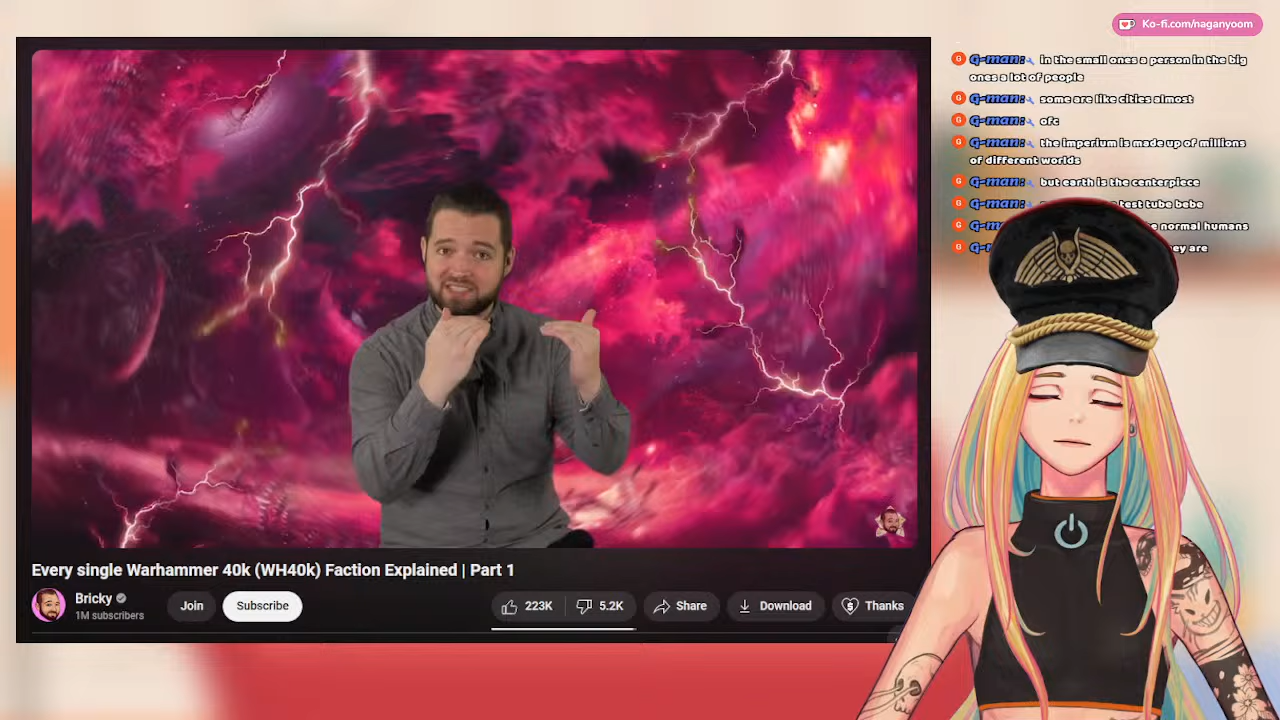 Ko-fi.com/naganyoom
G-man: in the small ones a person in the big
ones a lot of people
G-man: some are like cities almost
G-man: ofc
G-man: the imperium is made up of millions
of different worlds
G-man: but earth is the centerpiece
G-man: test tube bebe
normal humans
are
Every single Warhammer 40k (WH40k) Faction Explained | Part 1
Bricky
1M subscribers
Join
Subscribe
223K
5.2K
Share
Download
Thanks